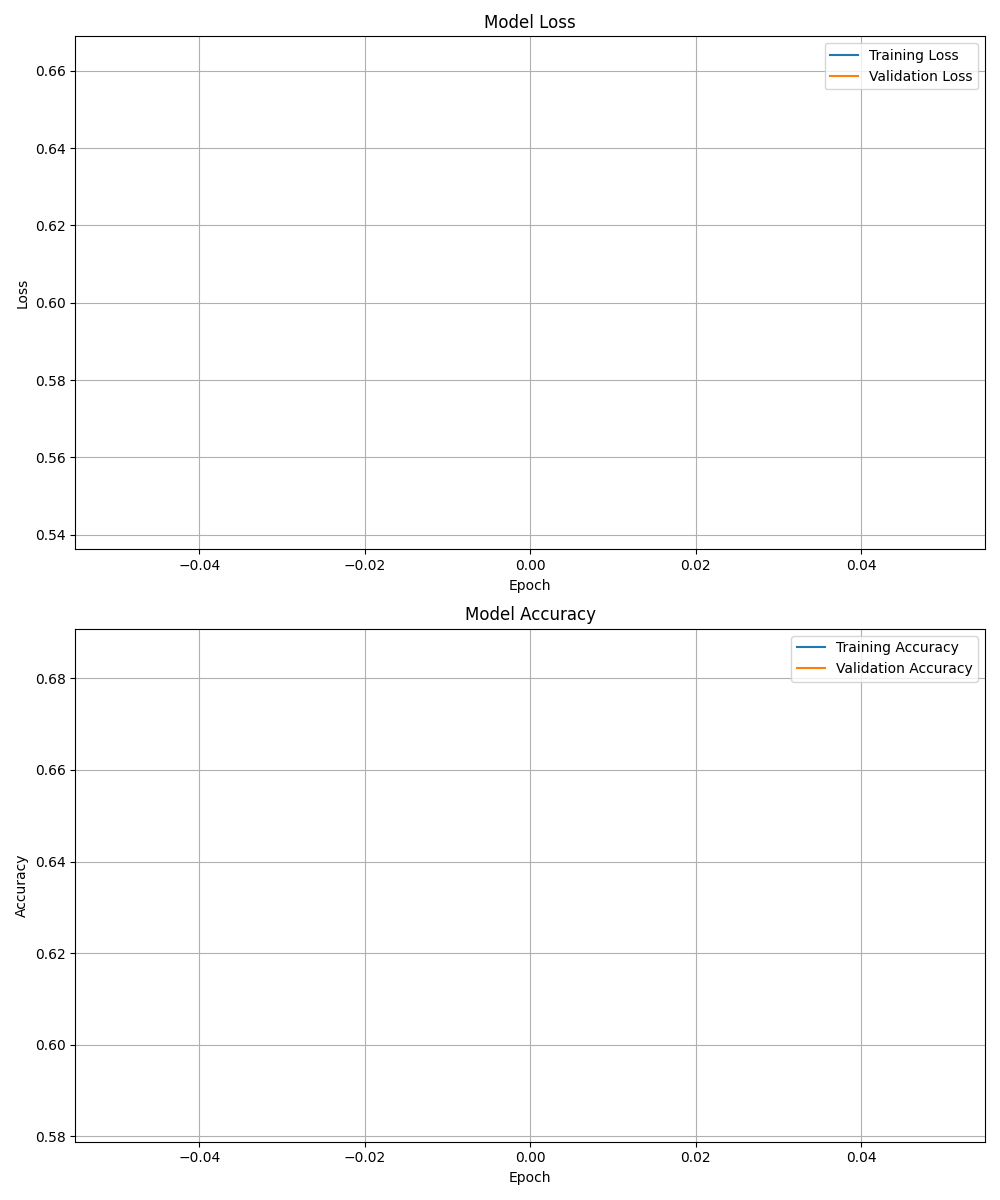 Model Loss
Training Loss
Validation Loss
0.66
0.64
0.62
0.60
0.58
0.56
0.54
Loss
−0.04 −0.02 0.00 0.02 0.04
Epoch
Model Accuracy
Training Accuracy
Validation Accuracy
0.68
0.66
0.64
0.62
0.60
0.58
Accuracy
−0.04 −0.02 0.00 0.02 0.04
Epoch